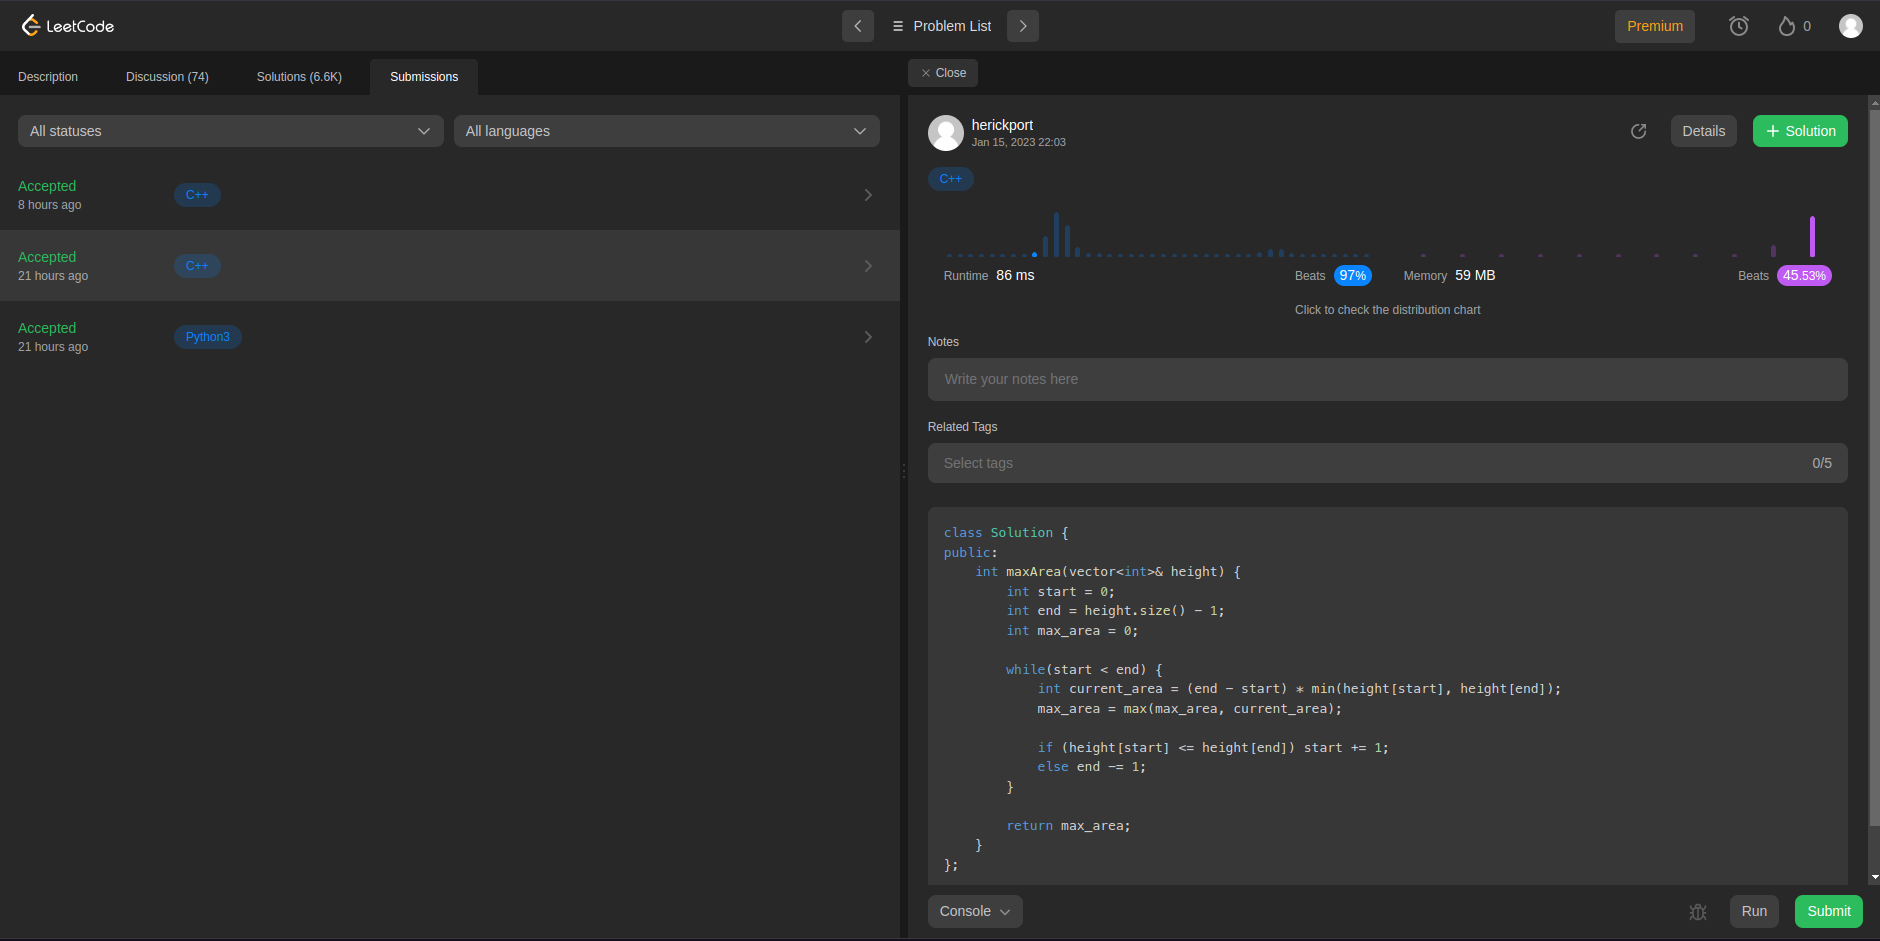 LeetCode
Problem List
Premium
0
Description
Discussion (74)
Solutions (6.6K)
Submissions
Close
All statuses
All languages
Accepted
8 hours ago
C++
Accepted
21 hours ago
C++
Accepted
21 hours ago
Python3
herickport
Jan 15, 2023 22:03
Details
Solution
C++
Runtime 86 ms
Beats 97%
Memory 59 MB
Beats 45.53%
Click to check the distribution chart
Notes
Write your notes here
Related Tags
Select tags
0/5
class Solution {
public:
    int maxArea(vector<int>& height) {
        int start = 0;
        int end = height.size() - 1;
        int max_area = 0;

        while(start < end) {
            int current_area = (end - start) * min(height[start], height[end]);
            max_area = max(max_area, current_area);

            if (height[start] <= height[end]) start += 1;
            else end -= 1;
        }

        return max_area;
    }
};
Console
Run
Submit